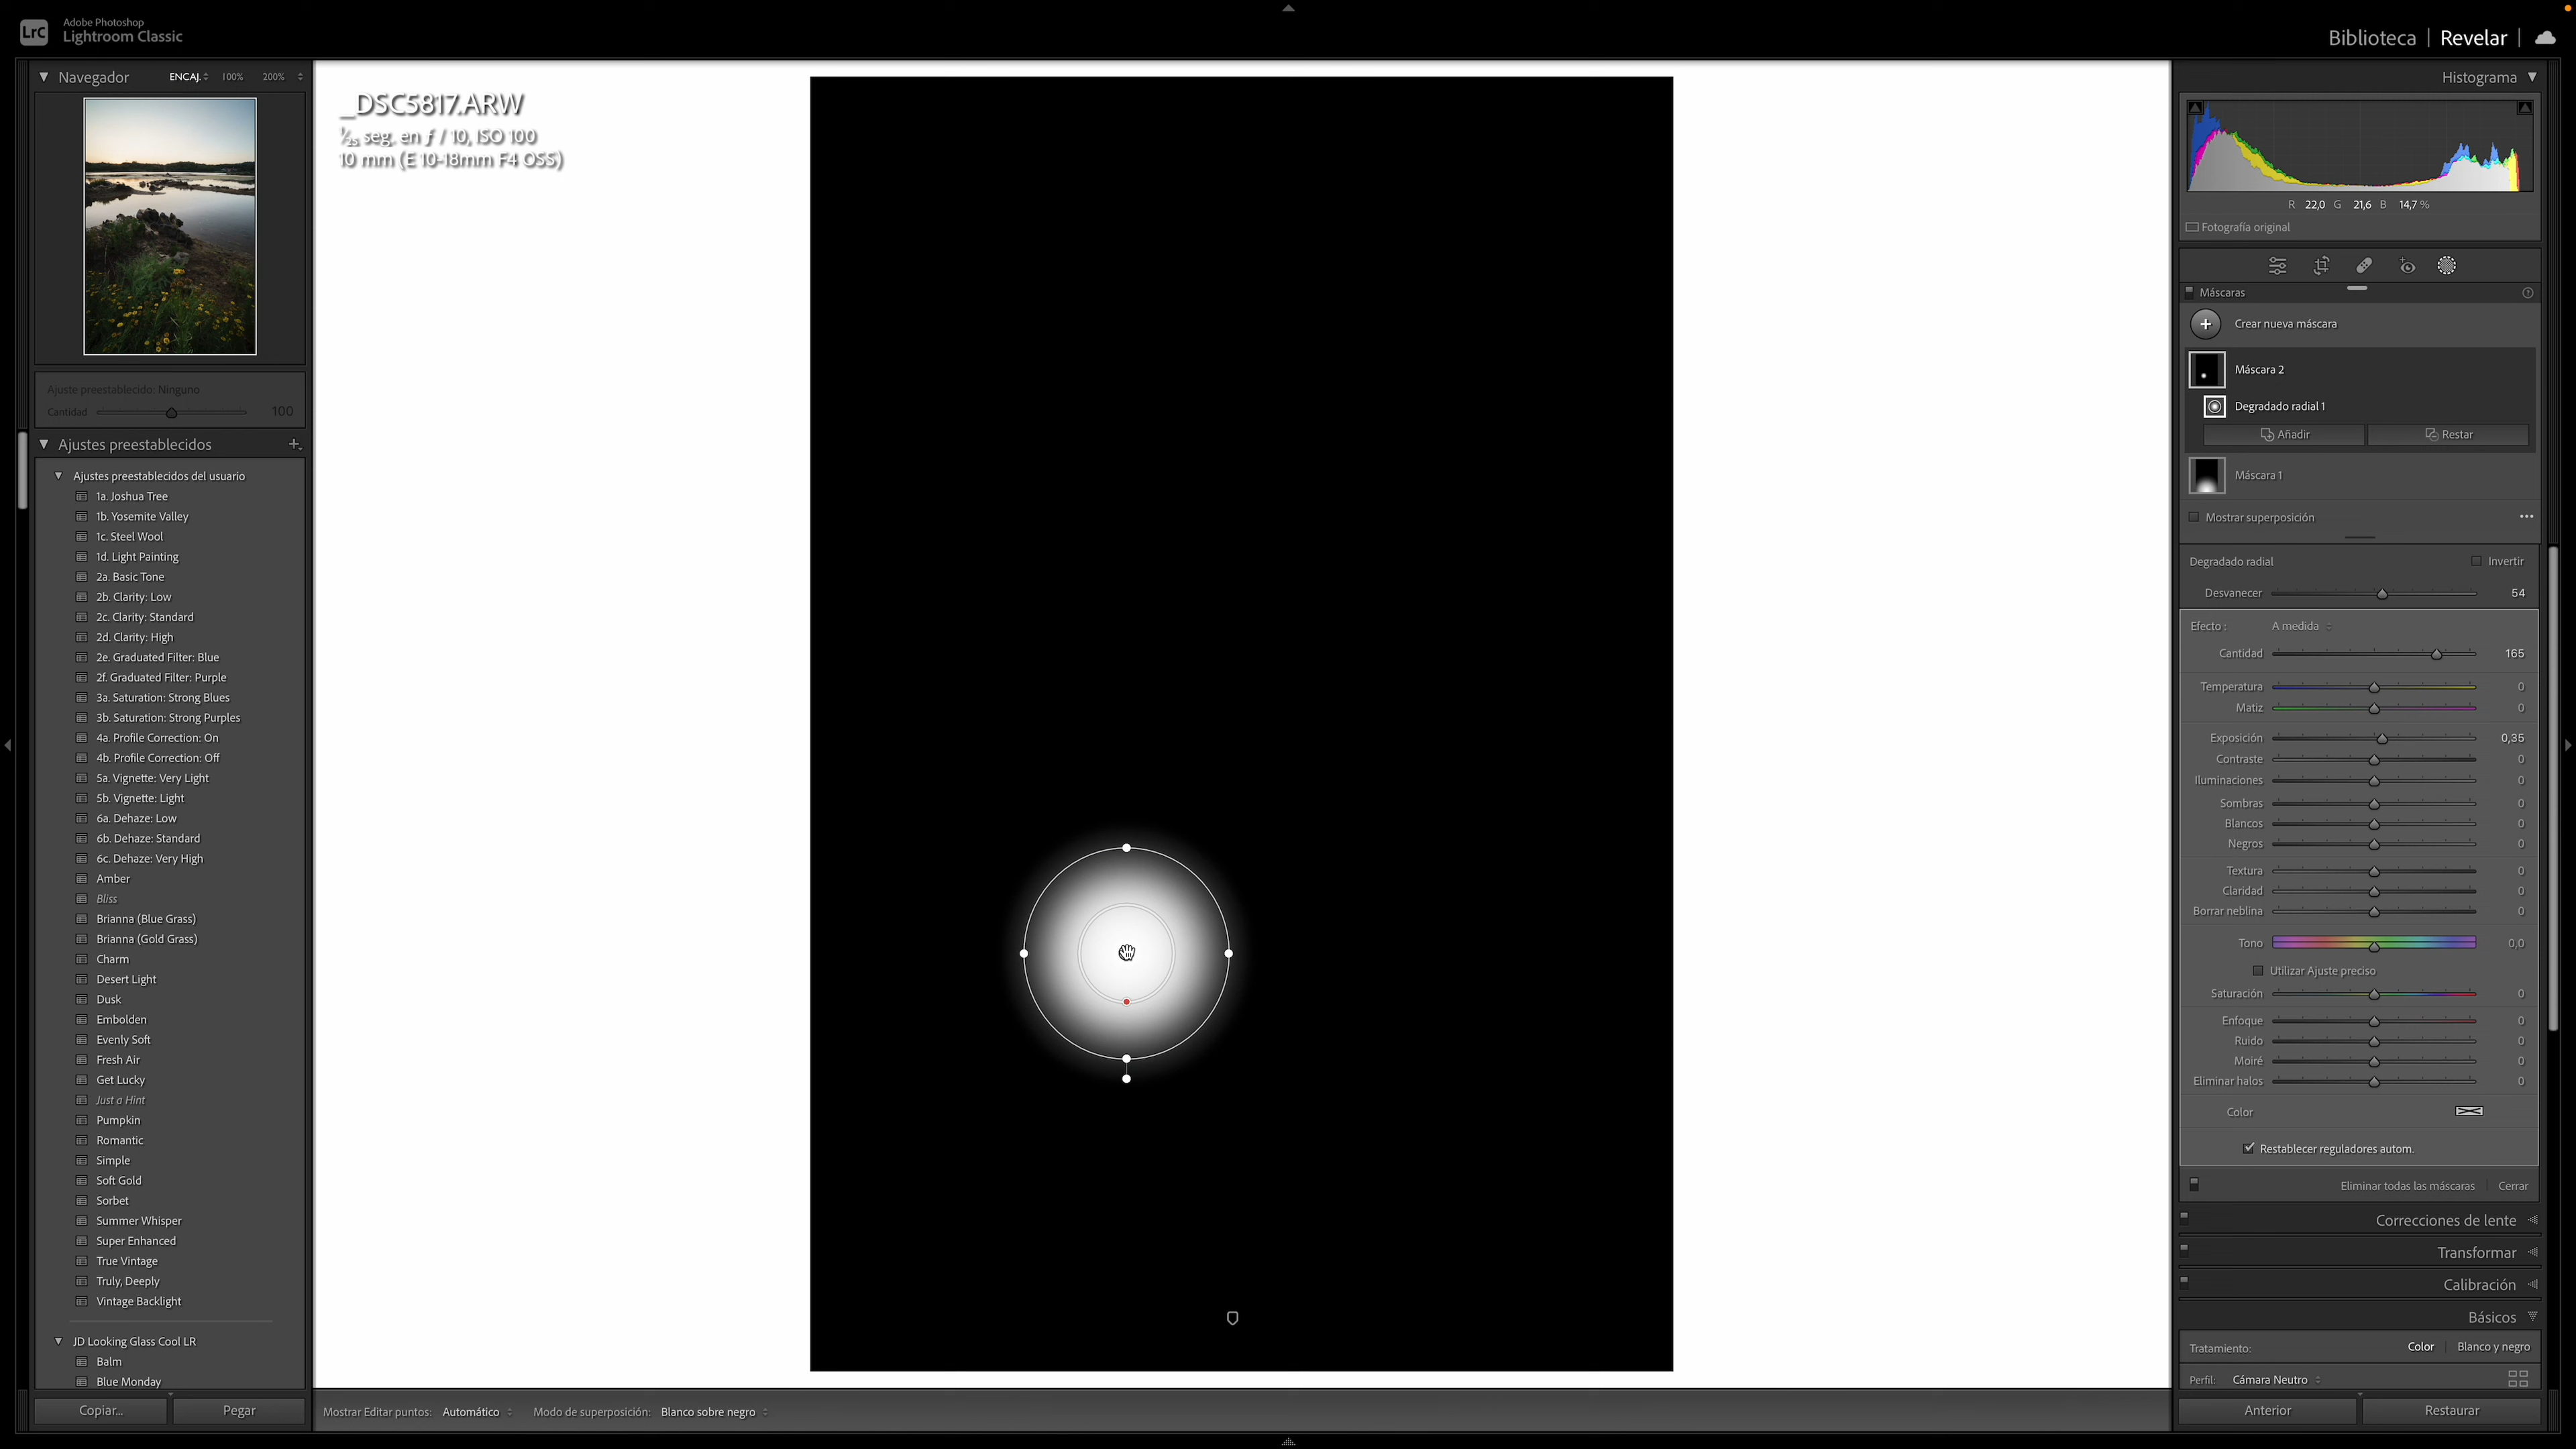 LrC
Adobe Photoshop
Lightroom Classic
Biblioteca | Revelar
Navegador ENCAJ. 100% 200%
Ajuste preestablecido: Ninguno
Cantidad 100
Ajustes preestablecidos
Ajustes preestablecidos del usuario
1a. Joshua Tree
1b. Yosemite Valley
1c. Steel Wool
1d. Light Painting
2a. Basic Tone
2b. Clarity: Low
2c. Clarity: Standard
2d. Clarity: High
2e. Graduated Filter: Blue
2f. Graduated Filter: Purple
3a. Saturation: Strong Blues
3b. Saturation: Strong Purples
4a. Profile Correction: On
4b. Profile Correction: Off
5a. Vignette: Very Light
5b. Vignette: Light
6a. Dehaze: Low
6b. Dehaze: Standard
6c. Dehaze: Very High
Amber
Bliss
Brianna (Blue Grass)
Brianna (Gold Grass)
Charm
Desert Light
Dusk
Embolden
Evenly Soft
Fresh Air
Get Lucky
Just a Hint
Pumpkin
Romantic
Simple
Soft Gold
Sorbet
Summer Whisper
Super Enhanced
True Vintage
Truly, Deeply
Vintage Backlight
JD Looking Glass Cool LR
Balm
Blue Monday
Copiar... Pegar
_DSC5817.ARW
1/25 seg. en ƒ / 10, ISO 100
10 mm (E 10-18mm F4 OSS)
Mostrar Editar puntos: Automático Modo de superposición: Blanco sobre negro
Histograma
R 22,0 G 21,6 B 14,7 %
Fotografía original
Máscaras
Crear nueva máscara
Máscara 2
Degradado radial 1
Añadir Restar
Máscara 1
Mostrar superposición
Degradado radial Invertir
Desvanecer 54
Efecto: A medida
Cantidad 165
Temperatura 0
Matiz 0
Exposición 0,35
Contraste 0
Iluminaciones 0
Sombras 0
Blancos 0
Negros 0
Textura 0
Claridad 0
Borrar neblina 0
Tono 0,0
Utilizar Ajuste preciso
Saturación 0
Enfoque 0
Ruido 0
Moiré 0
Eliminar halos 0
Color
Restablecer reguladores autom.
Eliminar todas las máscaras | Cerrar
Correcciones de lente
Transformar
Calibración
Básicos
Tratamiento: Color | Blanco y negro
Perfil: Cámara Neutro
Anterior Restaurar